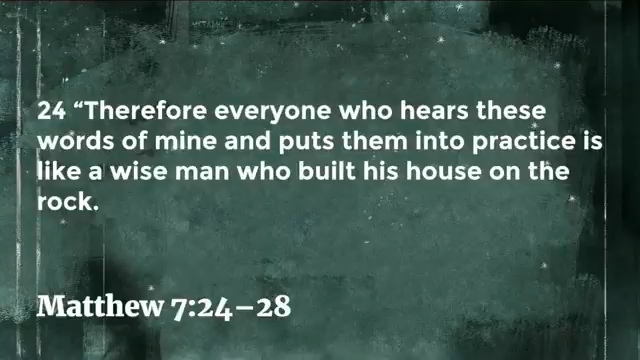 24 “Therefore everyone who hears these
words of mine and puts them into practice is
like a wise man who built his house on the
rock.
Matthew 7:24–28